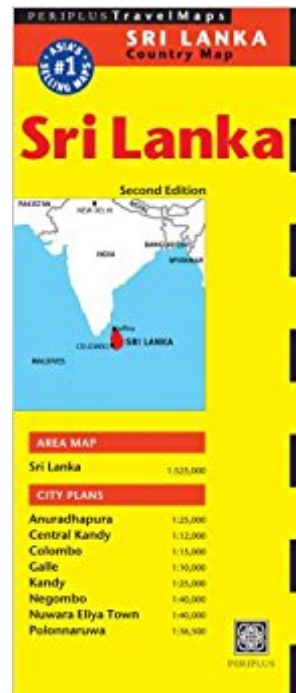 PERIPLUS TravelMaps
SRI LANKA
Country Map
ASIA'S
#1
SELLING MAPS
Sri Lanka
Second Edition
PAKISTAN
NEW DELHI
INDIA
BANGLADESH
MYANMAR
Jaffna
COLOMBO
SRI LANKA
MALDIVES
AREA MAP
Sri Lanka 1:525,000
CITY PLANS
Anuradhapura 1:25,000
Central Kandy 1:12,000
Colombo 1:15,000
Galle 1:10,000
Kandy 1:25,000
Negombo 1:40,000
Nuwara Eliya Town 1:40,000
Polonnaruwa 1:36,500
PERIPLUS